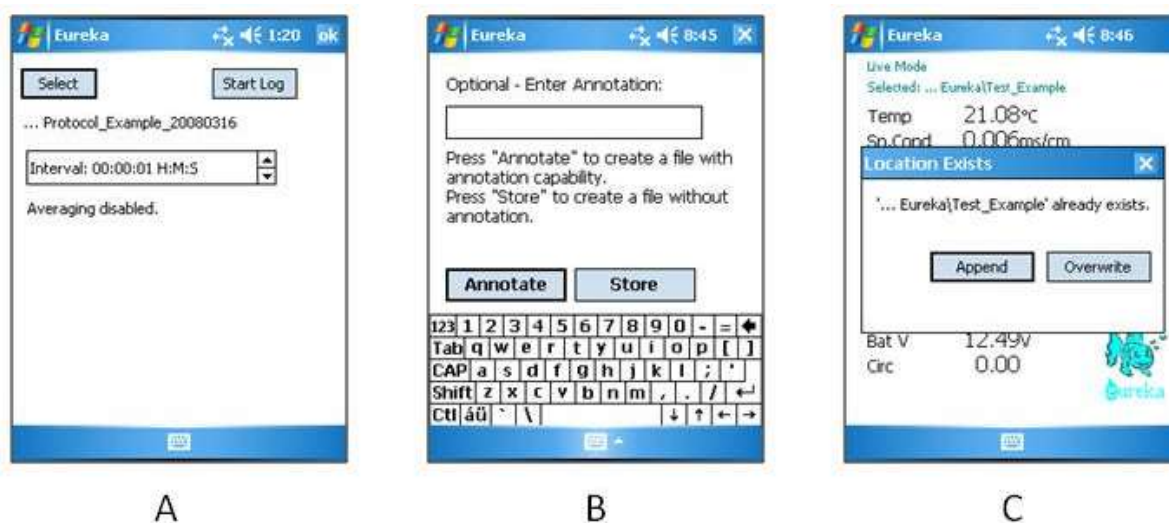 Eureka 1:20 ok
Select Start Log
... Protocol_Example_20080316
Interval: 00:00:01 H:M:S
Averaging disabled.
A
Eureka 8:45
Optional - Enter Annotation:
Press "Annotate" to create a file with
annotation capability.
Press "Store" to create a file without
annotation.
Annotate Store
123 1 2 3 4 5 6 7 8 9 0 - =
Tab q w e r t y u i o p [ ]
CAP a s d f g h j k l ; '
Shift z x c v b n m , . /
Ctl áü ` \
B
Eureka 8:46
Live Mode
Selected: ... Eureka\Test_Example
Temp 21.08°C
Sp.Cond 0.006ms/cm
Location Exists
'... Eureka\Test_Example' already exists.
Append Overwrite
Bat V 12.49v
Circ 0.00
eureka
C